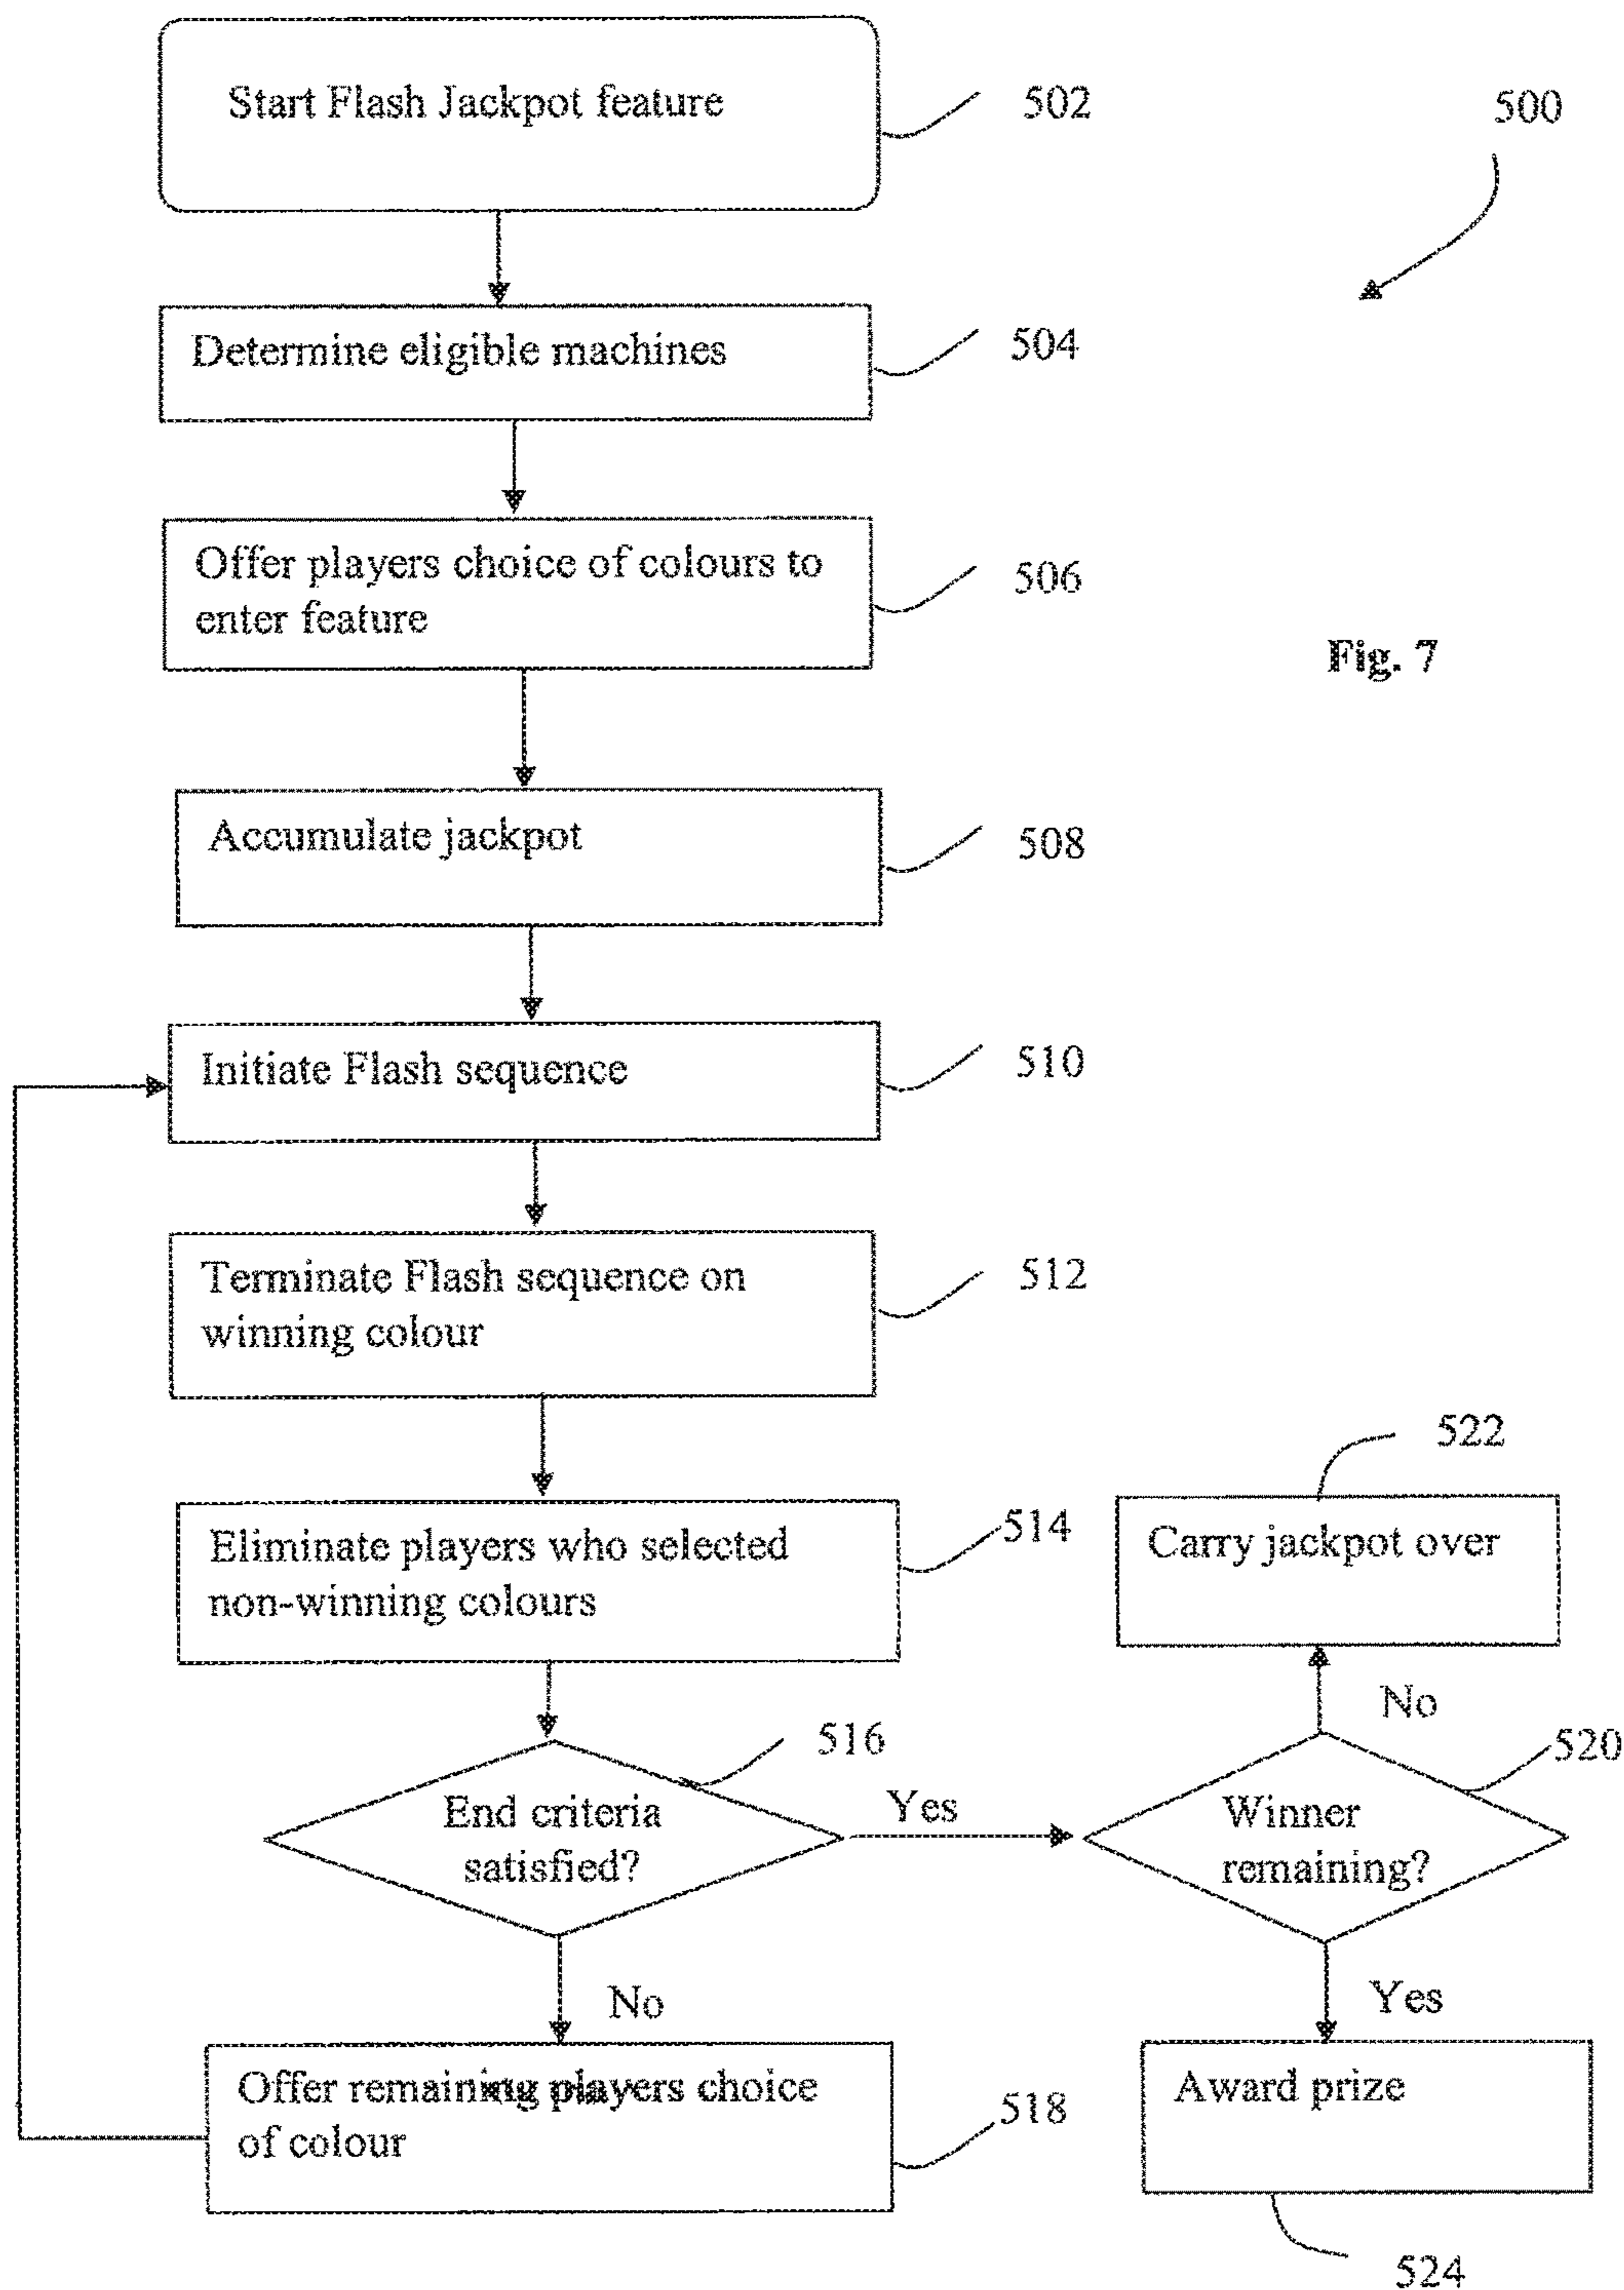 Start Flash Jackpot feature
502
500
Determine eligible machines
504
Offer players choice of colours to
enter feature
506
Fig. 7
Accumulate jackpot
508
Initiate Flash sequence
510
Terminate Flash sequence on
winning colour
512
522
Eliminate players who selected
non-winning colours
514
Carry jackpot over
No
516
520
End criteria
satisfied?
Yes
Winner
remaining?
No
Yes
Offer remaining players choice
of colour
518
Award prize
524